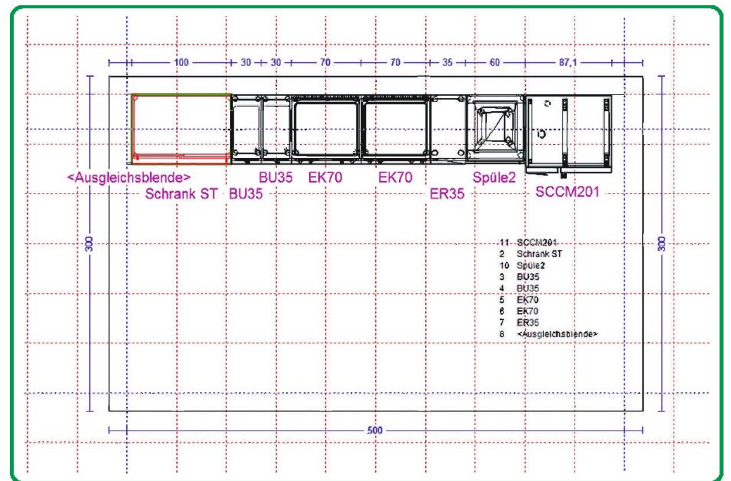 100 30 30 70 70 35 60 87,1
<Ausgleichsblende> BU35 EK70 EK70 Spüle2 SCCM201
Schrank ST BU35 ER35
300 300
11 SCCM201
2 Schrank ST
10 Spüle2
3 BU35
4 BU35
5 EK70
6 EK70
7 ER35
8 <Ausgleichsblende>
500